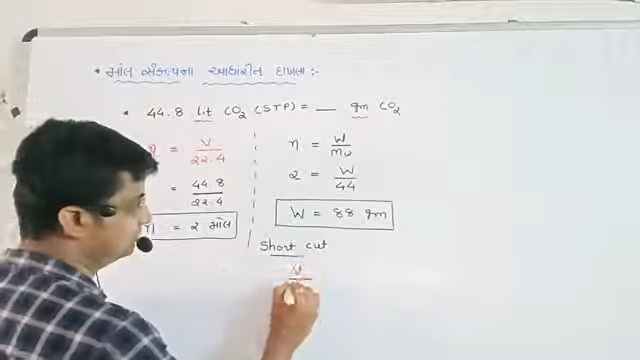 • મોલ સંકલ્પના આધારીત દાખલા :-
• 44.8 lit CO₂ (STP) = __ gm CO₂
η = V / 22.4
= 44.8 / 22.4
η = 2 મોલ
η = W / mw
2 = W / 44
W = 88 gm
Short cut